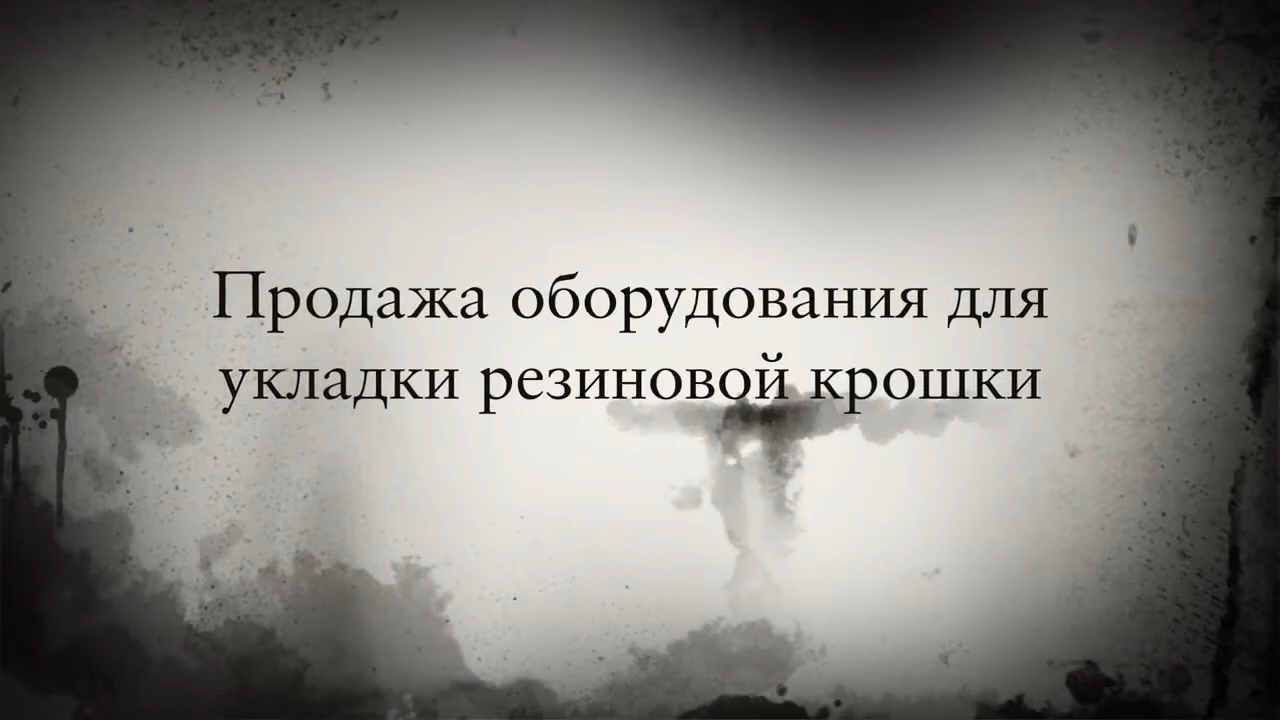 Продажа оборудования для
укладки резиновой крошки